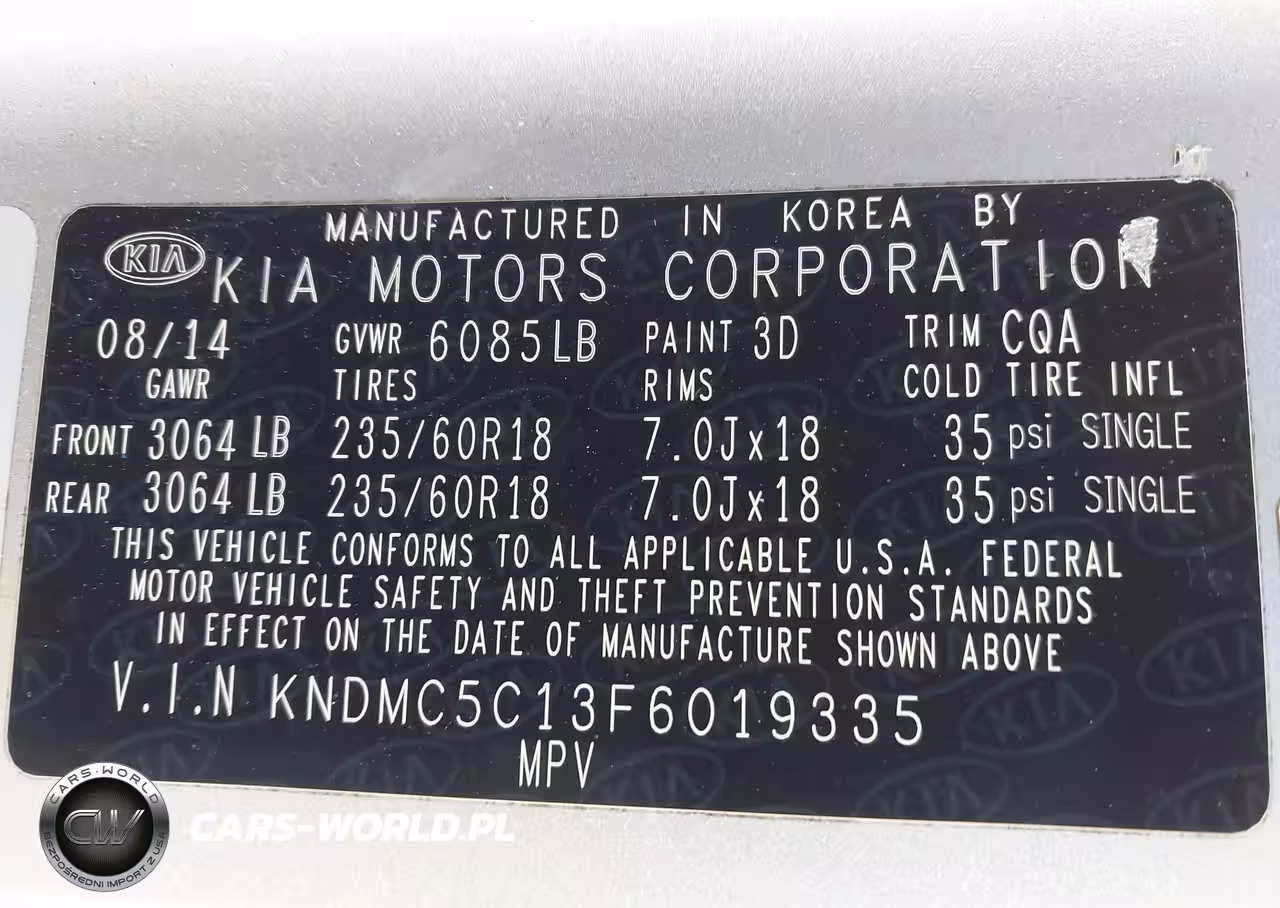 MANUFACTURED IN KOREA BY
KIA KIA MOTORS CORPORATION
08/14 GVWR 6085LB PAINT 3D TRIM CQA
GAWR TIRES RIMS COLD TIRE INFL
FRONT 3064 LB 235/60R18 7.0Jx18 35 psi SINGLE
REAR 3064 LB 235/60R18 7.0Jx18 35 psi SINGLE
THIS VEHICLE CONFORMS TO ALL APPLICABLE U.S.A. FEDERAL
MOTOR VEHICLE SAFETY AND THEFT PREVENTION STANDARDS
IN EFFECT ON THE DATE OF MANUFACTURE SHOWN ABOVE
V.I.N KNDMC5C13F6019335
MPV
CARS-WORLD
CW
BEZPOŚREDNI IMPORT Z USA
CARS-WORLD.PL